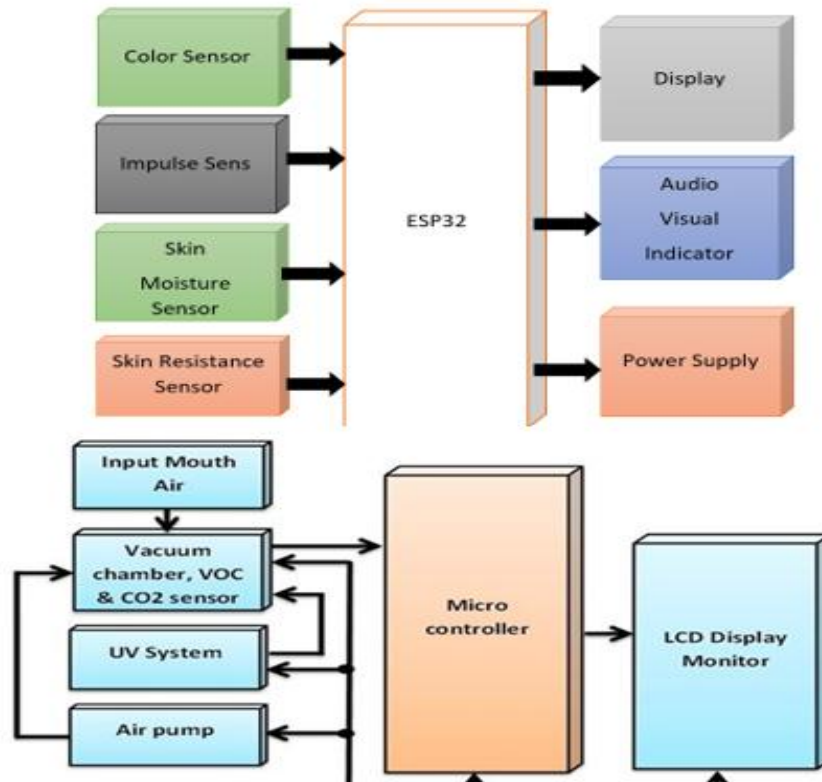 Color Sensor
Impulse Sens
Skin
Moisture
Sensor
Skin Resistance
Sensor
ESP32
Display
Audio
Visual
Indicator
Power Supply
Input Mouth
Air
Vacuum
chamber, VOC
& CO2 sensor
UV System
Air pump
Micro
controller
LCD Display
Monitor